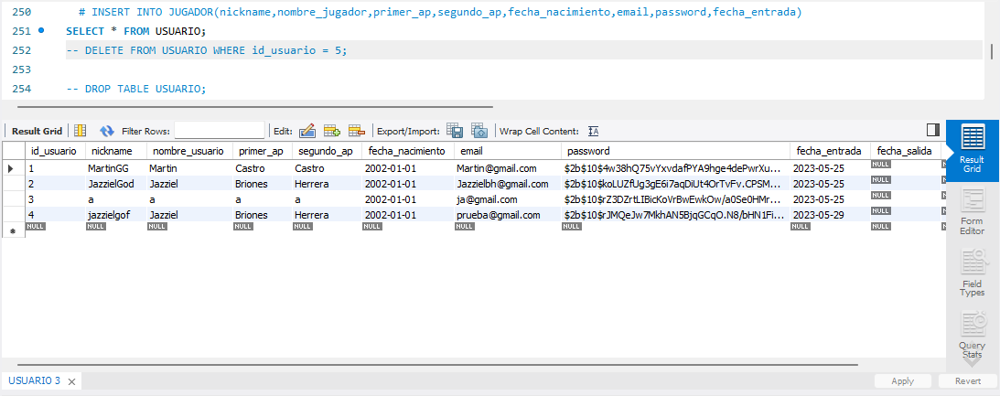 250 # INSERT INTO JUGADOR(nickname,nombre_jugador,primer_ap,segundo_ap,fecha_nacimiento,email,password,fecha_entrada)
251 SELECT * FROM USUARIO;
252 -- DELETE FROM USUARIO WHERE id_usuario = 5;
253
254 -- DROP TABLE USUARIO;
Result Grid Filter Rows: Edit: Export/Import: Wrap Cell Content: IA
id_usuario nickname nombre_usuario primer_ap segundo_ap fecha_nacimiento email password fecha_entrada fecha_salida
1 MartinGG Martin Castro Castro 2002-01-01 Martin@gmail.com $2b$10$4w38hQ75vYxvdafPYA9hge4dePwrXu... 2023-05-25 NULL
2 JazzielGod Jazziel Briones Herrera 2002-01-01 Jazzielbh@gmail.com $2b$10$koLUZfUg3gE6i7aqDiUt4OrTvFv.CPSM... 2023-05-25 NULL
3 a a a a 2002-01-01 ja@gmail.com $2b$10$rZ3DZrtLIBicKoVrBwEwkOw/a0Se0HMr... 2023-05-25 NULL
4 jazzielgof Jazziel Briones Herrera 2002-01-01 prueba@gmail.com $2b$10$rJMQeJw7MkhAN5BjqGCqO.N8/bHN1Fi... 2023-05-29 NULL
NULL NULL NULL NULL NULL NULL NULL NULL NULL NULL
Result
Grid
Form
Editor
Field
Types
Query
Stats
USUARIO 3
Apply Revert